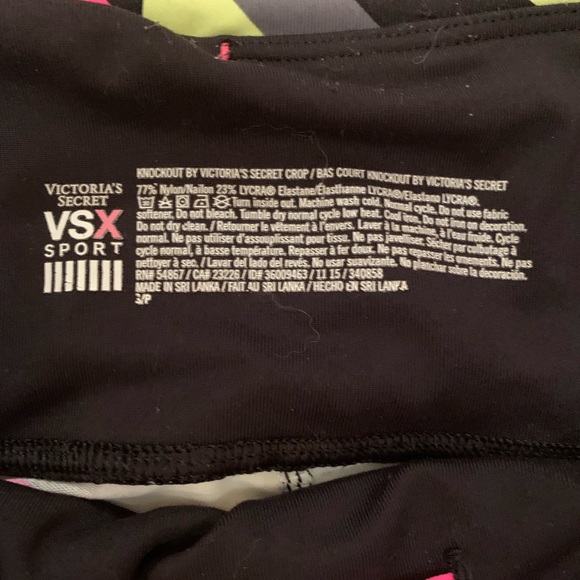 VICTORIA'S
SECRET
VSX
SPORT
KNOCKOUT BY VICTORIA'S SECRET CROP / BAS COURT KNOCKOUT BY VICTORIA'S SECRET
77% Nylon/Nailon 23% LYCRA® Elastane/Élasthanne LYCRA®/Elastano LYCRA®.
Turn inside out. Machine wash cold. Normal cycle. Do not use fabric
softener. Do not bleach. Tumble dry normal cycle low heat. Cool iron. Do not iron on decoration.
Do not dry clean. / Retourner le vêtement à l'envers. Laver à la machine, à l'eau froide. Cycle
normal. Ne pas utiliser d'assouplissant pour tissu. Ne pas javelliser. Sécher par culbutage à
cycle normal, à basse température. Repasser à fer doux. Ne pas repasser les ornements. Ne pas
nettoyer à sec. / Lavar del lado del revés. No usar suavizante. No planchar sobre la decoración.
RN# 54867 / CA# 23226 / ID# 36009463 / 11 15 / 340858
MADE IN SRI LANKA / FAIT AU SRI LANKA / HECHO EN SRI LANKA
S/P